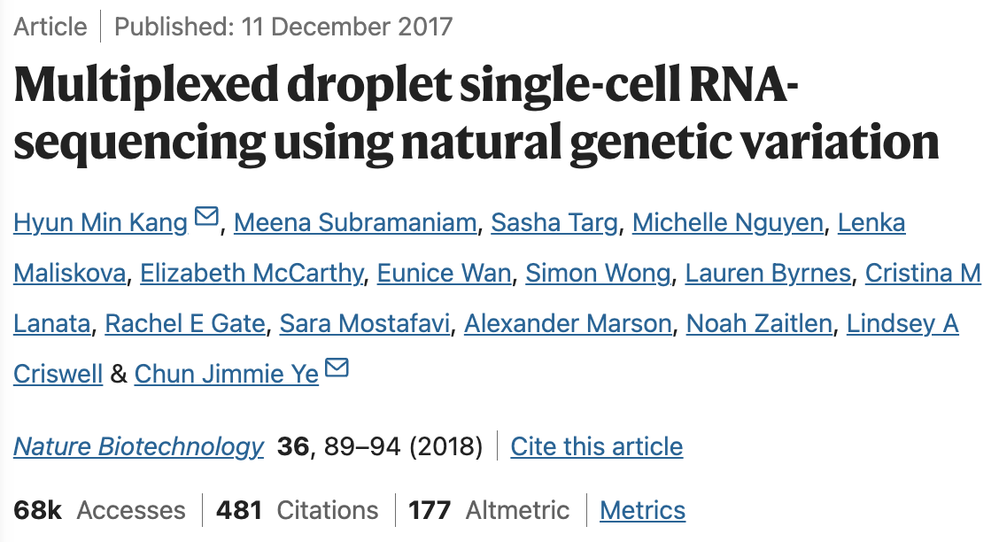 Article | Published: 11 December 2017
Multiplexed droplet single-cell RNA-
sequencing using natural genetic variation
Hyun Min Kang, Meena Subramaniam, Sasha Targ, Michelle Nguyen, Lenka
Maliskova, Elizabeth McCarthy, Eunice Wan, Simon Wong, Lauren Byrnes, Cristina M
Lanata, Rachel E Gate, Sara Mostafavi, Alexander Marson, Noah Zaitlen, Lindsey A
Criswell & Chun Jimmie Ye
Nature Biotechnology 36, 89–94 (2018) | Cite this article
68k Accesses | 481 Citations | 177 Altmetric | Metrics